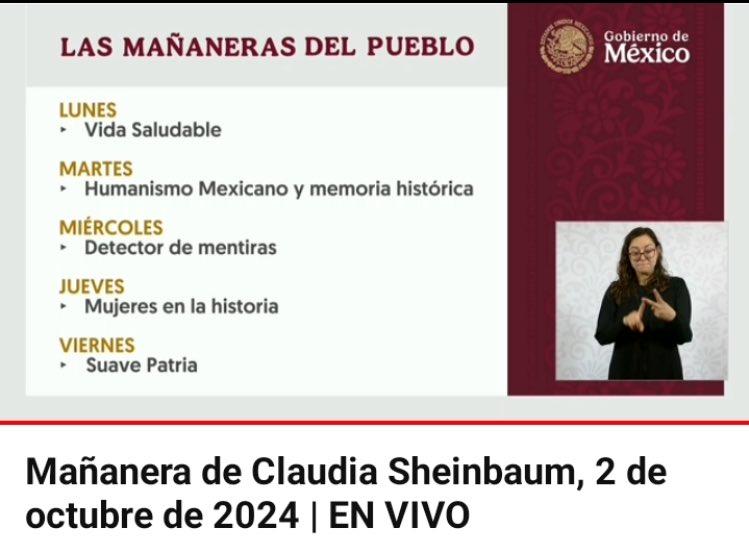 LAS MAÑANERAS DEL PUEBLO
Gobierno de
México
LUNES
‣ Vida Saludable
MARTES
‣ Humanismo Mexicano y memoria histórica
MIÉRCOLES
‣ Detector de mentiras
JUEVES
‣ Mujeres en la historia
VIERNES
‣ Suave Patria
Mañanera de Claudia Sheinbaum, 2 de
octubre de 2024 | EN VIVO